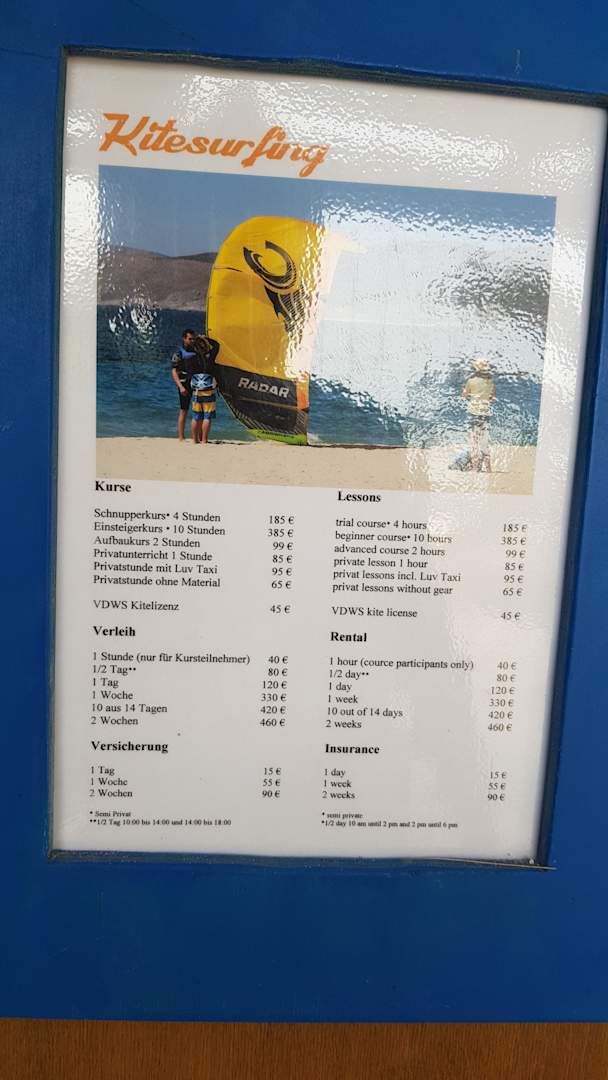 Kitesurfing
RADAR
Kurse
Schnupperkurs* 4 Stunden 185 €
Einsteigerkurs * 10 Stunden 385 €
Aufbaukurs 2 Stunden 99 €
Privatunterricht 1 Stunde 85 €
Privatstunde mit Luv Taxi 95 €
Privatstunde ohne Material 65 €
VDWS Kitelizenz 45 €
Verleih
1 Stunde (nur für Kursteilnehmer) 40 €
1/2 Tag** 80 €
1 Tag 120 €
1 Woche 330 €
10 aus 14 Tagen 420 €
2 Wochen 460 €
Versicherung
1 Tag 15 €
1 Woche 55 €
2 Wochen 90 €
* Semi Privat
**1/2 Tag 10:00 bis 14:00 und 14:00 bis 18:00
Lessons
trial course* 4 hours 185 €
beginner course* 10 hours 385 €
advanced course 2 hours 99 €
private lesson 1 hour 85 €
privat lessons incl. Luv Taxi 95 €
privat lessons without gear 65 €
VDWS kite license 45 €
Rental
1 hour (cource participants only) 40 €
1/2 day** 80 €
1 day 120 €
1 week 330 €
10 out of 14 days 420 €
2 weeks 460 €
Insurance
1 day 15 €
1 week 55 €
2 weeks 90 €
* semi private
*1/2 day 10 am until 2 pm and 2 pm until 6 pm